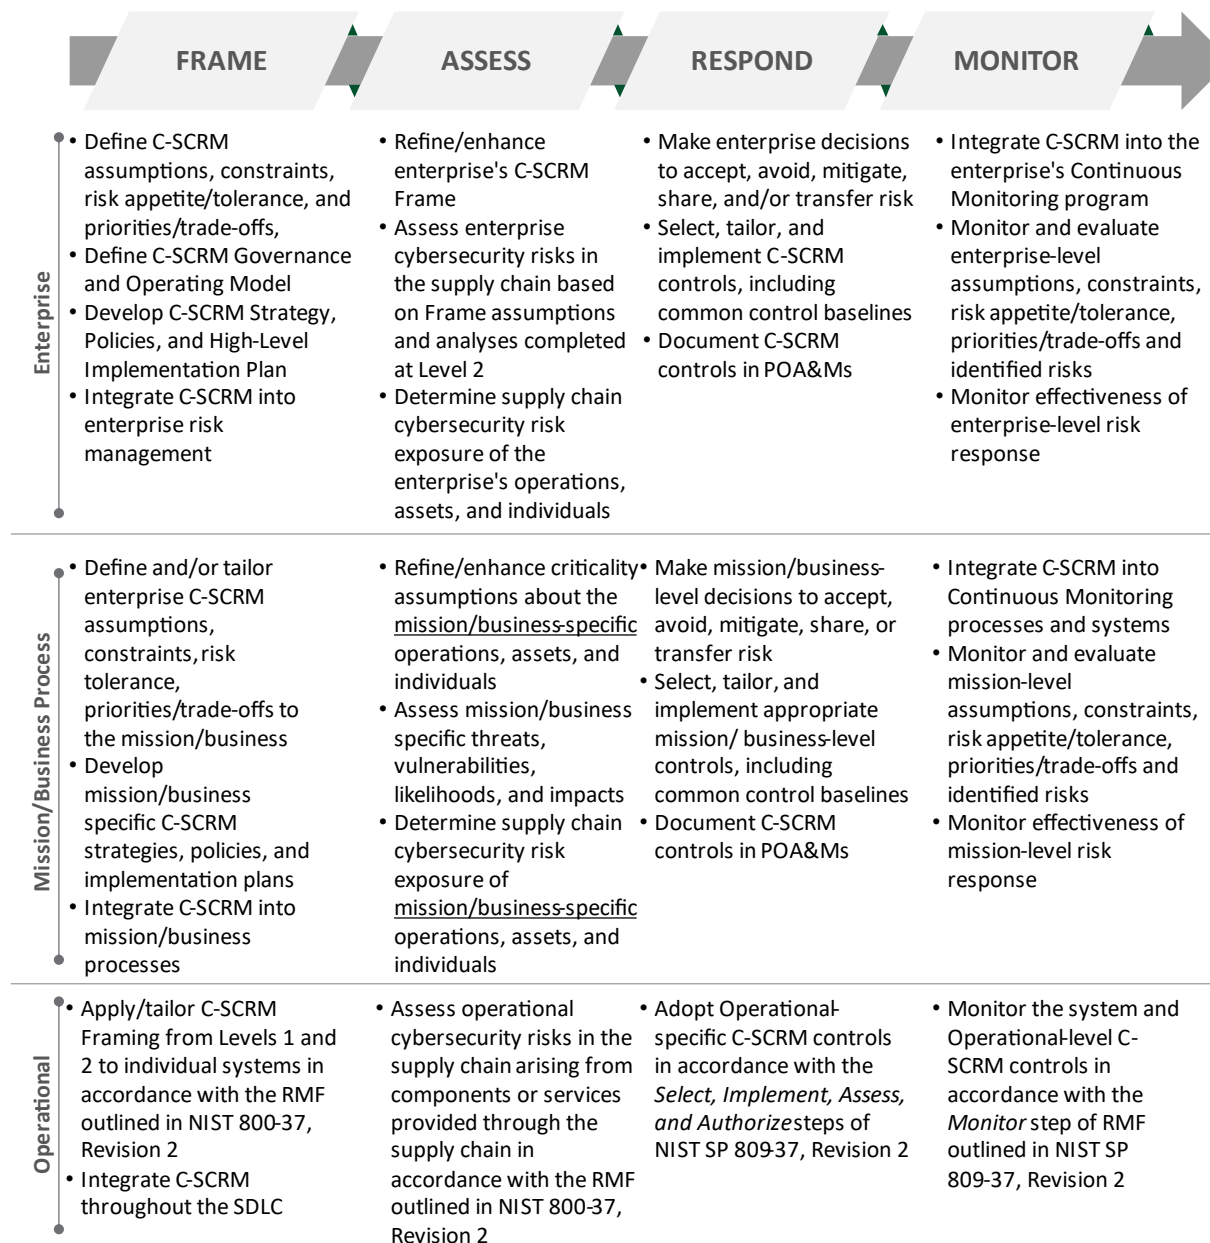 FRAME
ASSESS
RESPOND
MONITOR
Enterprise
• Define C-SCRM
assumptions, constraints,
risk appetite/tolerance, and
priorities/trade-offs,
• Define C-SCRM Governance
and Operating Model
• Develop C-SCRM Strategy,
Policies, and High-Level
Implementation Plan
• Integrate C-SCRM into
enterprise risk
management
• Refine/enhance
enterprise's C-SCRM
Frame
• Assess enterprise
cybersecurity risks in
the supply chain based
on Frame assumptions
and analyses completed
at Level 2
• Determine supply chain
cybersecurity risk
exposure of the
enterprise's operations,
assets, and individuals
• Make enterprise decisions
to accept, avoid, mitigate,
share, and/or transfer risk
• Select, tailor, and
implement C-SCRM
controls, including
common control baselines
• Document C-SCRM
controls in POA&Ms
• Integrate C-SCRM into the
enterprise's Continuous
Monitoring program
• Monitor and evaluate
enterprise-level
assumptions, constraints,
risk appetite/tolerance,
priorities/trade-offs and
identified risks
• Monitor effectiveness of
enterprise-level risk
response
Mission/Business Process
• Define and/or tailor
enterprise C-SCRM
assumptions,
constraints, risk
tolerance,
priorities/trade-offs to
the mission/business
• Develop
mission/business
specific C-SCRM
strategies, policies, and
implementation plans
• Integrate C-SCRM into
mission/business
processes
• Refine/enhance criticality
assumptions about the
mission/business-specific
operations, assets, and
individuals
• Assess mission/business
specific threats,
vulnerabilities,
likelihoods, and impacts
• Determine supply chain
cybersecurity risk
exposure of
mission/business-specific
operations, assets, and
individuals
• Make mission/business-
level decisions to accept,
avoid, mitigate, share, or
transfer risk
• Select, tailor, and
implement appropriate
mission/ business-level
controls, including
common control baselines
• Document C-SCRM
controls in POA&Ms
• Integrate C-SCRM into
Continuous Monitoring
processes and systems
• Monitor and evaluate
mission-level
assumptions, constraints,
risk appetite/tolerance,
priorities/trade-offs and
identified risks
• Monitor effectiveness of
mission-level risk
response
Operational
• Apply/tailor C-SCRM
Framing from Levels 1 and
2 to individual systems in
accordance with the RMF
outlined in NIST 800-37,
Revision 2
• Integrate C-SCRM
throughout the SDLC
• Assess operational
cybersecurity risks in the
supply chain arising from
components or services
provided through the
supply chain in
accordance with the RMF
outlined in NIST 800-37,
Revision 2
• Adopt Operational-
specific C-SCRM controls
in accordance with the
Select, Implement, Assess,
and Authorize steps of
NIST SP 809-37, Revision 2
• Monitor the system and
Operational-level C-
SCRM controls in
accordance with the
Monitor step of RMF
outlined in NIST SP
809-37, Revision 2